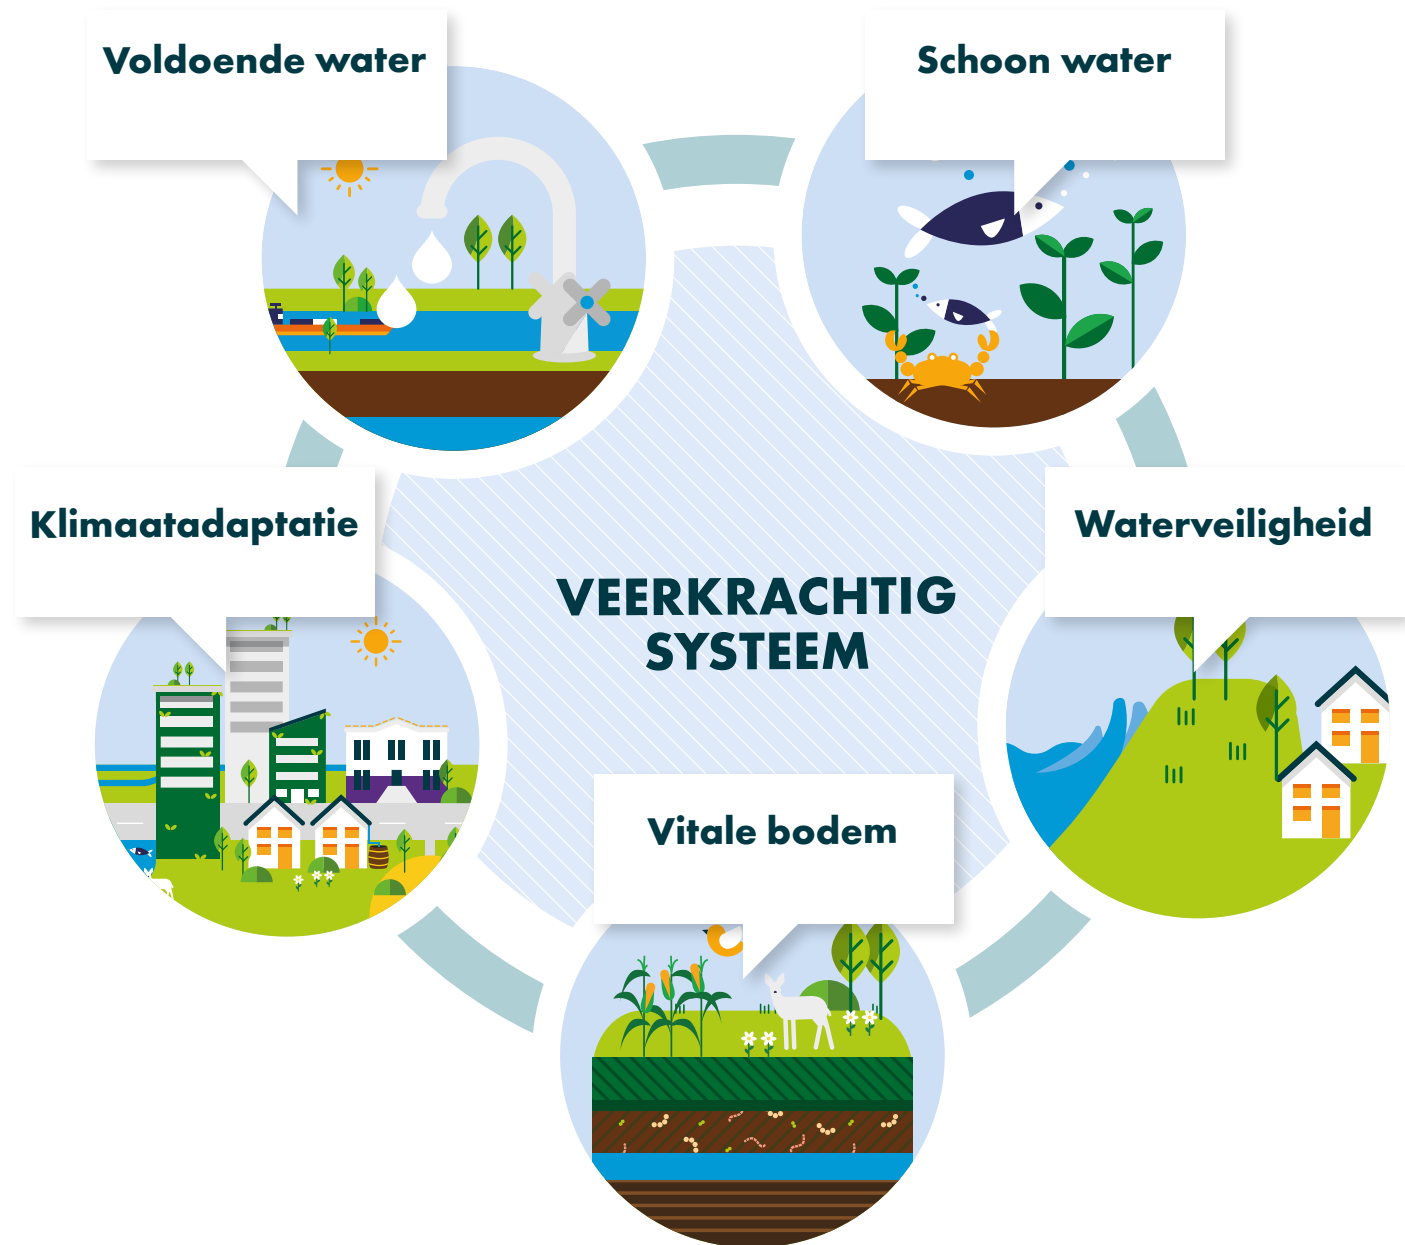 Voldoende water
Schoon water
Klimaatadaptatie
Waterveiligheid
VEERKRACHTIG
SYSTEEM
Vitale bodem